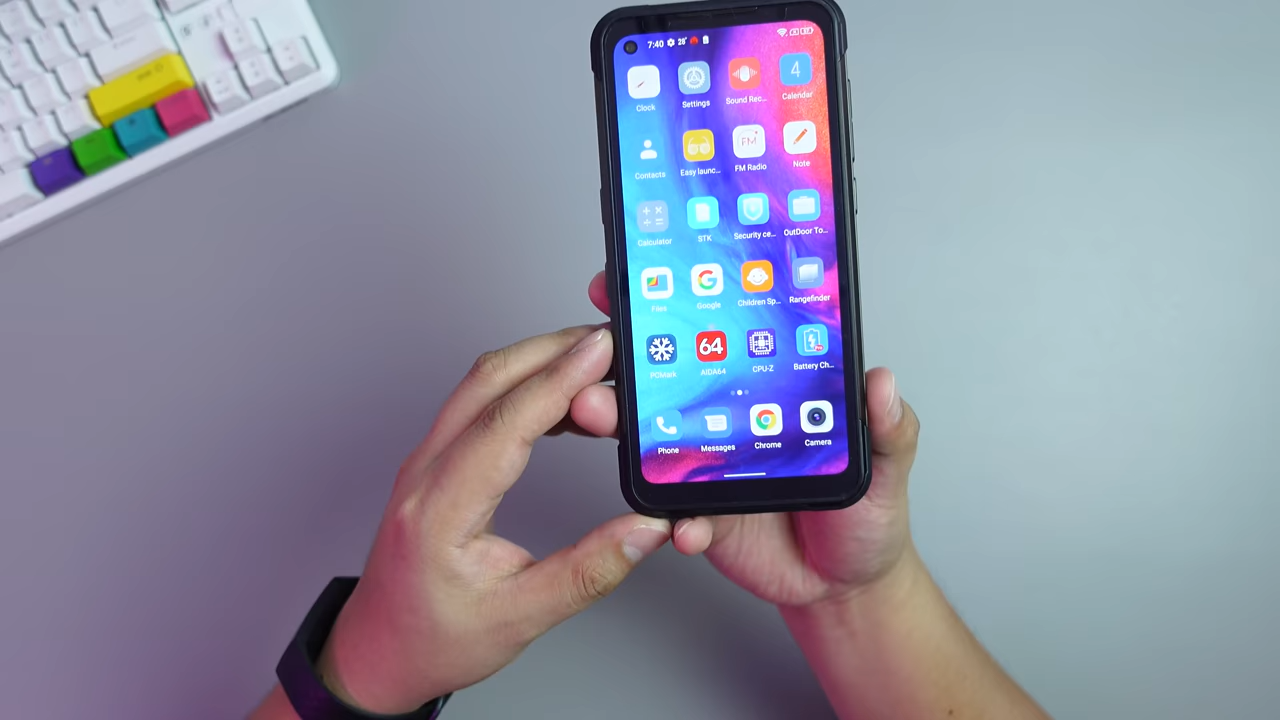 7:40 28°
Clock Settings Sound Rec... 4 Calendar
Contacts Easy launc... FM FM Radio Note
Calculator STK Security ce... OutDoor To...
Files G Google Children Sp... Rangefinder
PCMark 64 AIDA64 CPU-Z Battery Ch...
Phone Messages Chrome Camera